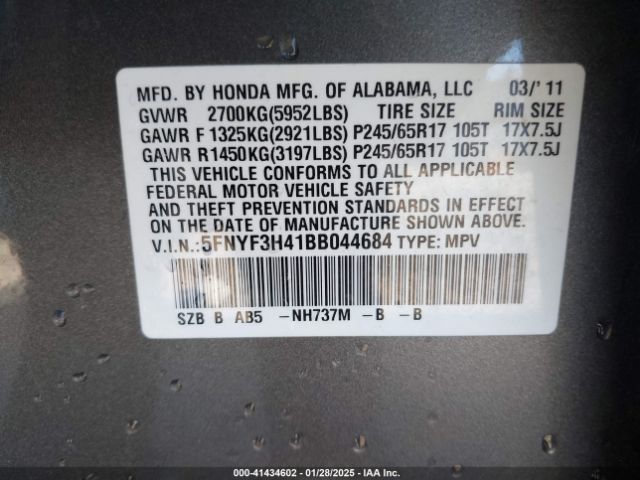 MFD. BY HONDA MFG. OF ALABAMA, LLC 03/' 11
GVWR 2700KG(5952LBS) TIRE SIZE RIM SIZE
GAWR F 1325KG(2921LBS) P245/65R17 105T 17X7.5J
GAWR R1450KG(3197LBS) P245/65R17 105T 17X7.5J
THIS VEHICLE CONFORMS TO ALL APPLICABLE
FEDERAL MOTOR VEHICLE SAFETY
AND THEFT PREVENTION STANDARDS IN EFFECT
ON THE DATE OF MANUFACTURE SHOWN ABOVE.
V.I.N.:5FNYF3H41BB044684 TYPE: MPV
SZB B AB5 -NH737M -B -B
000-41434602 - 01/28/2025 - IAA Inc.